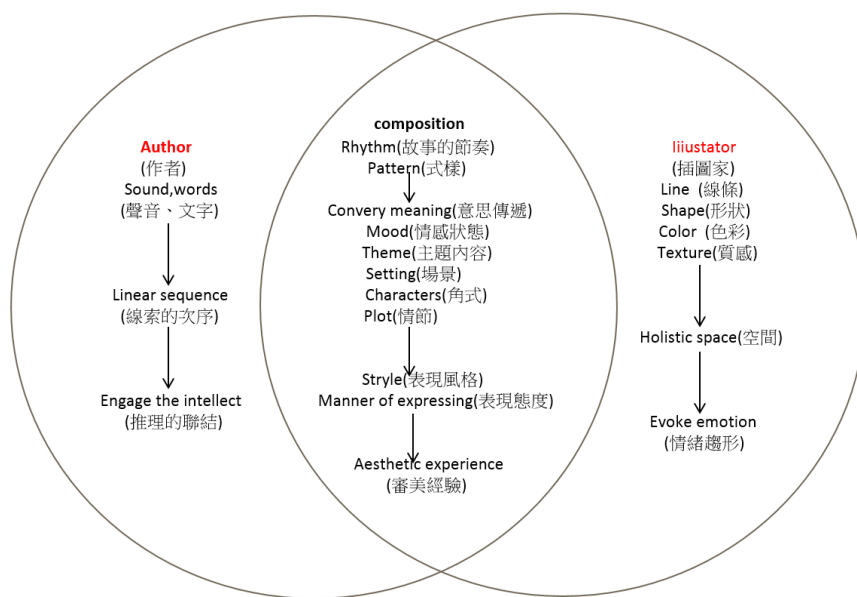 Author
(作者)
Sound,words
(聲音、文字)
Linear sequence
(線索的次序)
Engage the intellect
(推理的聯結)
composition
Rhythm(故事的節奏)
Pattern(式樣)
Convery meaning(意思傳遞)
Mood(情感狀態)
Theme(主題內容)
Setting(場景)
Characters(角式)
Plot(情節)
Stryle(表現風格)
Manner of expressing(表現態度)
Aesthetic experience
(審美經驗)
Iiiustator
(插圖家)
Line (線條)
Shape(形狀)
Color (色彩)
Texture(質感)
Holistic space(空間)
Evoke emotion
(情緒趨形)